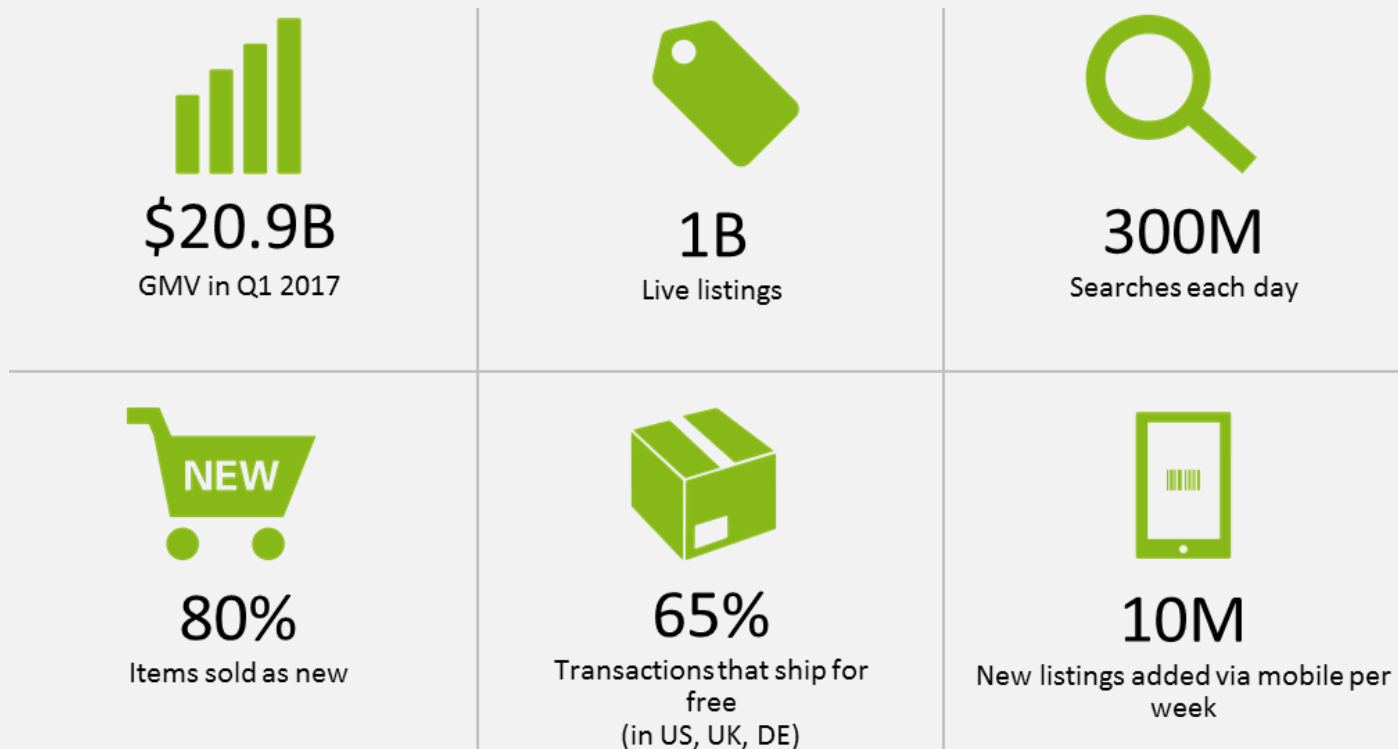 $20.9B
GMV in Q1 2017
1B
Live listings
300M
Searches each day
NEW
80%
Items sold as new
65%
Transactions that ship for
free
(in US, UK, DE)
10M
New listings added via mobile per
week